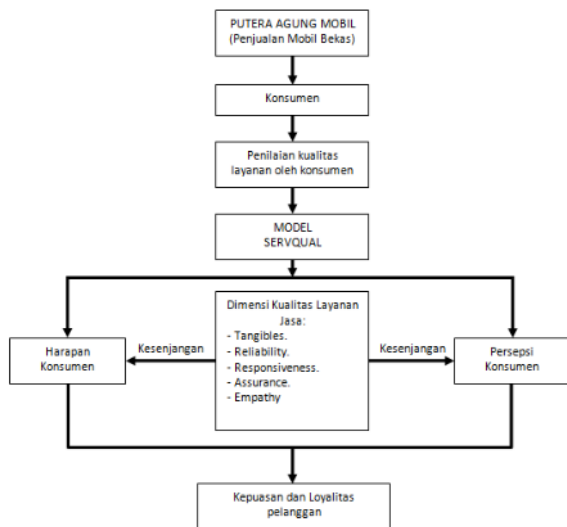 PUTERA AGUNG MOBIL
(Penjualan Mobil Bekas)
Konsumen
Penilaian kualitas
layanan oleh konsumen
MODEL
SERVQUAL
Dimensi Kualitas Layanan
Jasa:
- Tangibles.
- Reliability.
- Responsiveness.
- Assurance.
- Empathy
Harapan
Konsumen
Kesenjangan
Kesenjangan
Persepsi
Konsumen
Kepuasan dan Loyalitas
pelanggan